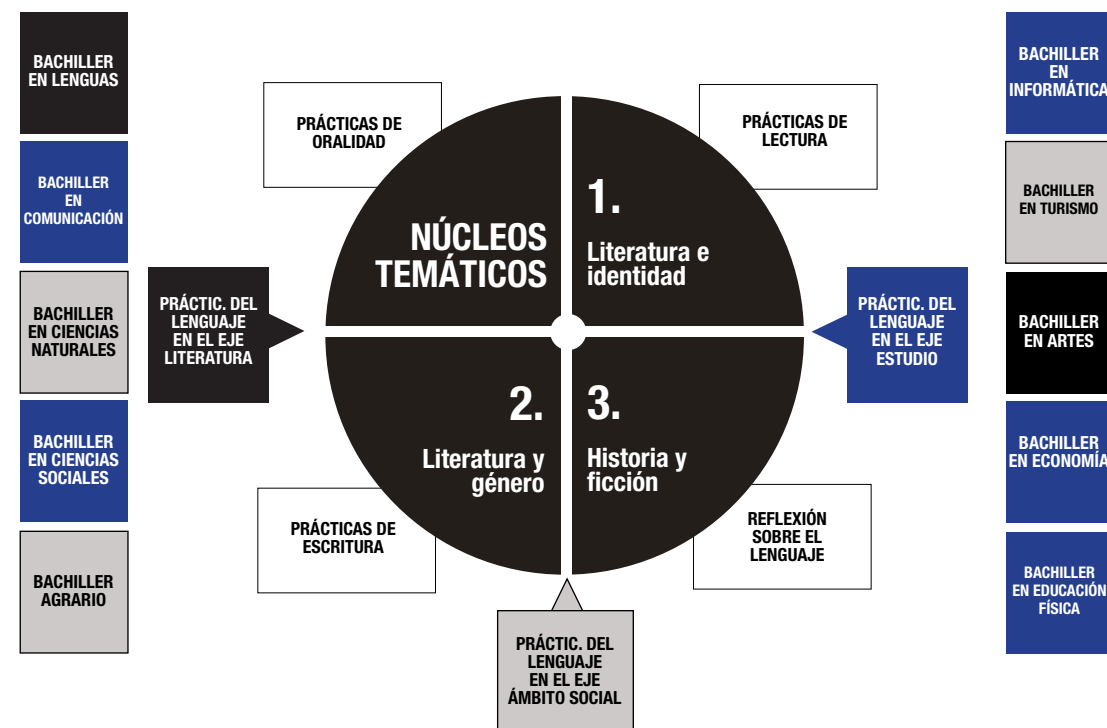 BACHILLER
EN LENGUAS
BACHILLER
EN
COMUNICACIÓN
BACHILLER
EN CIENCIAS
NATURALES
BACHILLER
EN CIENCIAS
SOCIALES
BACHILLER
AGRARIO
PRÁCTICAS DE
ORALIDAD
PRÁCTICAS DE
LECTURA
NÚCLEOS
TEMÁTICOS
1.
Literatura e
identidad
PRÁCTIC. DEL
LENGUAJE
EN EL EJE
LITERATURA
PRÁCTIC. DEL
LENGUAJE
EN EL EJE
ESTUDIO
2.
Literatura y
género
3.
Historia y
ficción
PRÁCTICAS DE
ESCRITURA
REFLEXIÓN
SOBRE EL
LENGUAJE
PRÁCTIC. DEL
LENGUAJE
EN EL EJE
ÁMBITO SOCIAL
BACHILLER
EN
INFORMÁTICA
BACHILLER
EN TURISMO
BACHILLER
EN ARTES
BACHILLER
EN ECONOMÍA
BACHILLER
EN EDUCACIÓN
FÍSICA